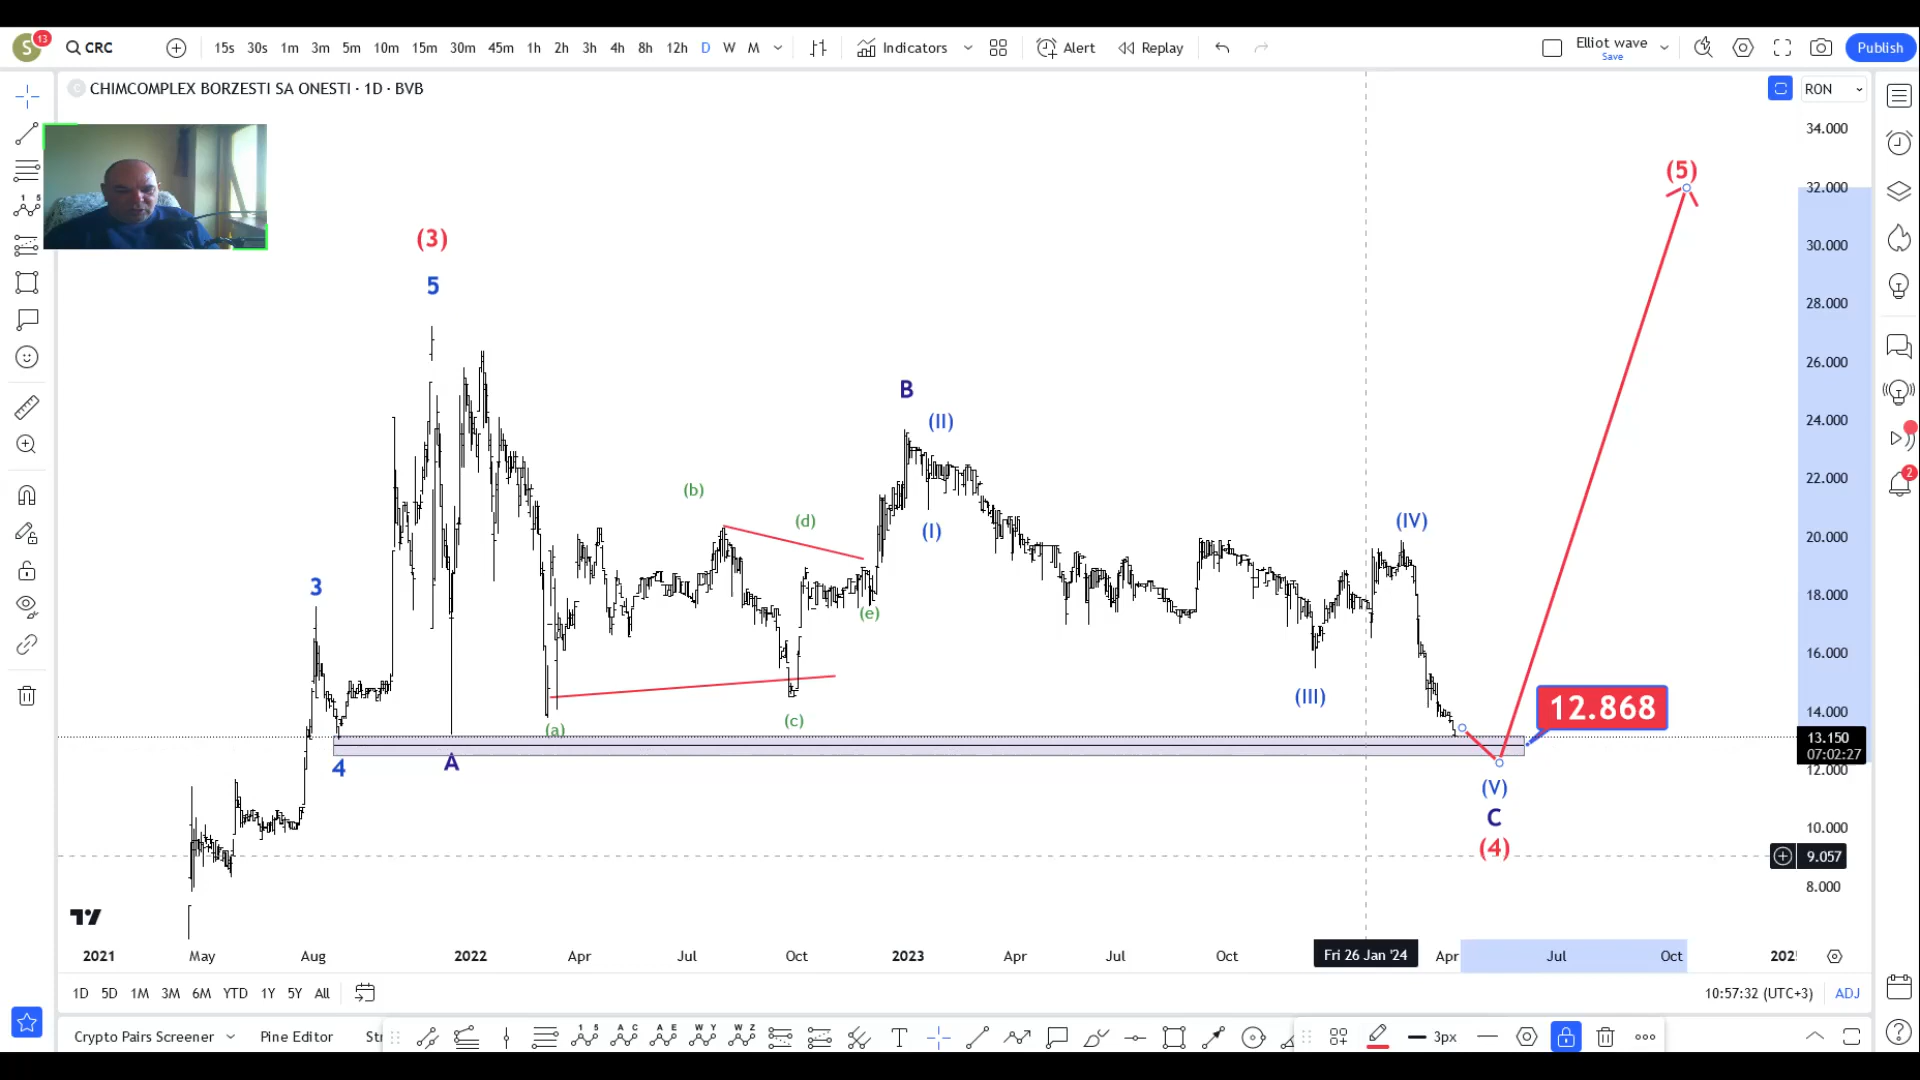 S 13 CRC 15s 30s 1m 3m 5m 10m 15m 30m 45m 1h 2h 3h 4h 8h 12h D W M Indicators Alert Replay Elliot wave Save Publish
CHIMCOMPLEX BORZESTI SA ONESTI · 1D · BVB
RON
34.000
(5)
32.000
(3)
30.000
5
28.000
26.000
B
24.000
(II)
22.000
(b)
(d)
(I)
(IV)
20.000
3
18.000
(e)
16.000
(III)
12.868
14.000
(a)
(c)
13.150
07:02:27
4
A
12.000
(V)
C
10.000
(4)
9.057
8.000
2
2021 May Aug 2022 Apr Jul Oct 2023 Apr Jul Oct Fri 26 Jan '24 Apr Jul Oct
1D 5D 1M 3M 6M YTD 1Y 5Y All 10:57:32 (UTC+3) ADJ
Crypto Pairs Screener Pine Editor 3px